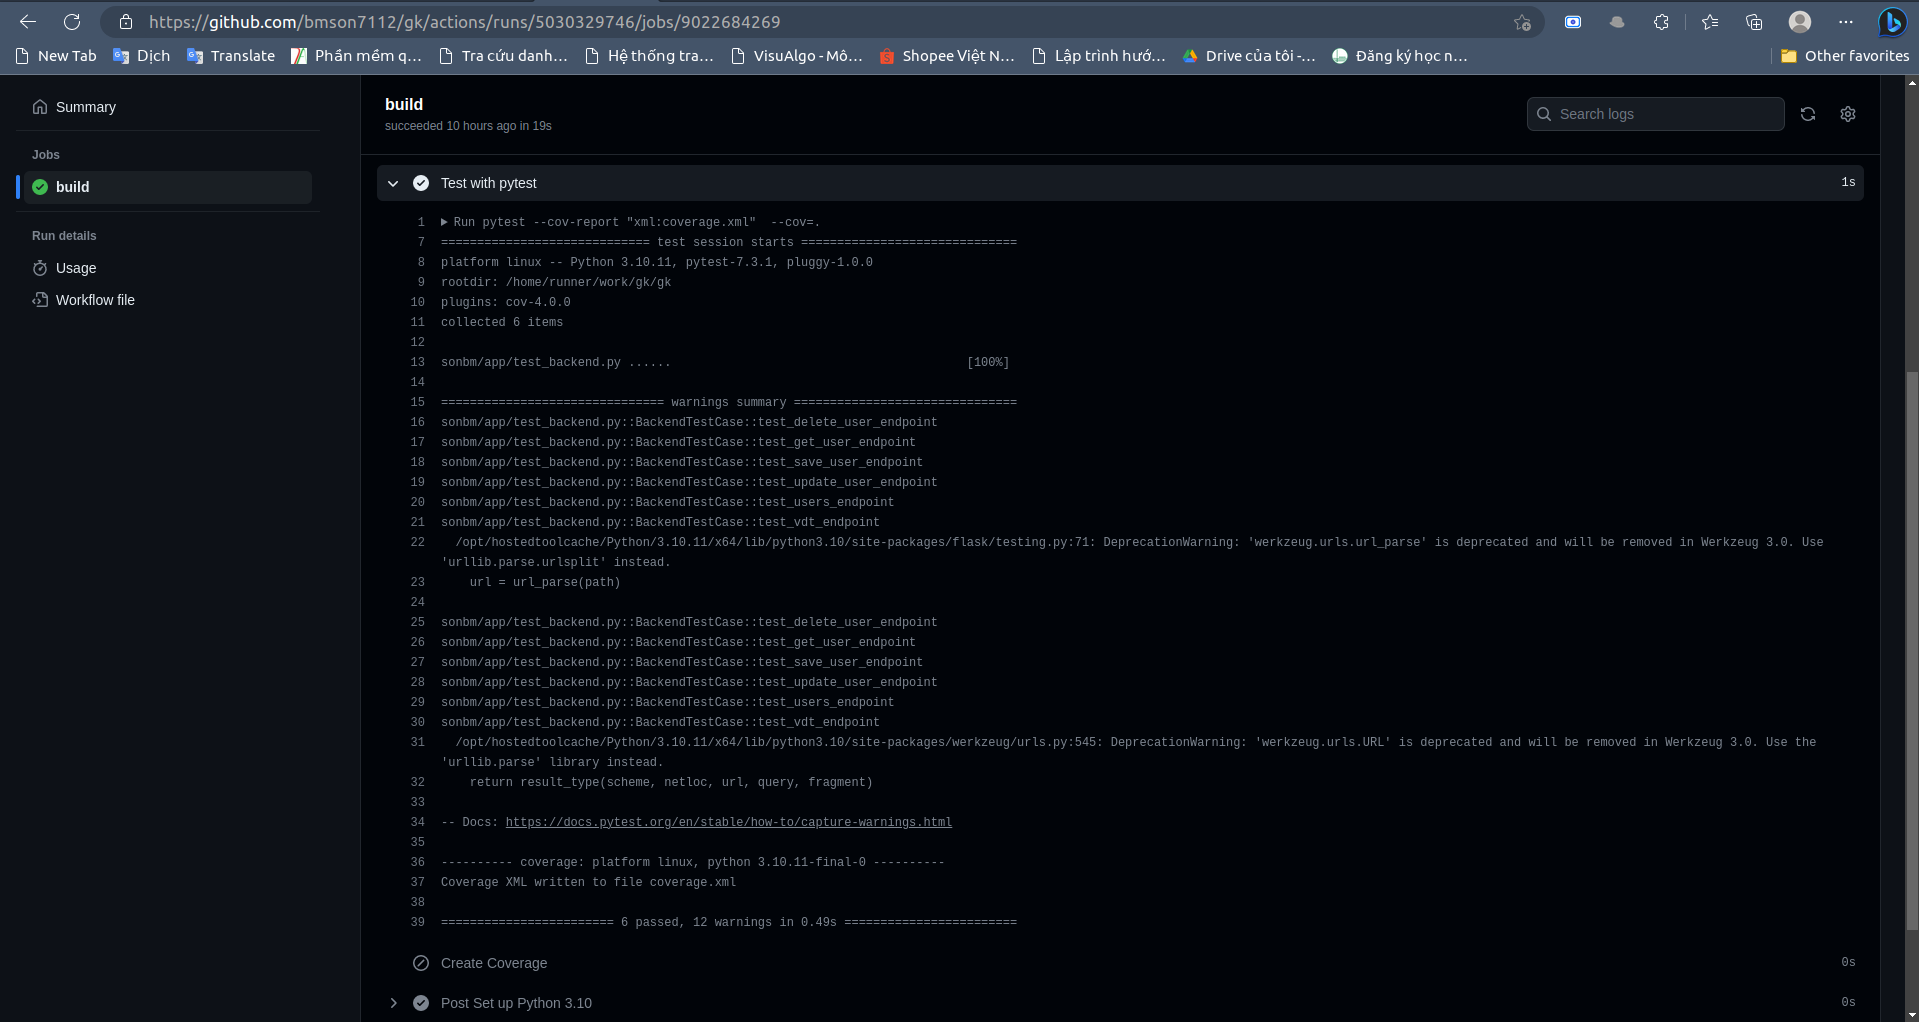 https://github.com/bmson7112/gk/actions/runs/5030329746/jobs/9022684269
New Tab Dịch Translate Phần mềm q... Tra cứu danh... Hệ thống tra... VisuAlgo - Mô... Shopee Việt N... Lập trình hướ... Drive của tôi -... Đăng ký học n... Other favorites
Summary
Jobs
build
Run details
Usage
Workflow file
build
succeeded 10 hours ago in 19s
Search logs
Test with pytest 1s
1 Run pytest --cov-report "xml:coverage.xml"  --cov=.
7 ============================= test session starts ==============================
8 platform linux -- Python 3.10.11, pytest-7.3.1, pluggy-1.0.0
9 rootdir: /home/runner/work/gk/gk
10 plugins: cov-4.0.0
11 collected 6 items
12
13 sonbm/app/test_backend.py ...... [100%]
14
15 =============================== warnings summary ===============================
16 sonbm/app/test_backend.py::BackendTestCase::test_delete_user_endpoint
17 sonbm/app/test_backend.py::BackendTestCase::test_get_user_endpoint
18 sonbm/app/test_backend.py::BackendTestCase::test_save_user_endpoint
19 sonbm/app/test_backend.py::BackendTestCase::test_update_user_endpoint
20 sonbm/app/test_backend.py::BackendTestCase::test_users_endpoint
21 sonbm/app/test_backend.py::BackendTestCase::test_vdt_endpoint
22 /opt/hostedtoolcache/Python/3.10.11/x64/lib/python3.10/site-packages/flask/testing.py:71: DeprecationWarning: 'werkzeug.urls.url_parse' is deprecated and will be removed in Werkzeug 3.0. Use
'urllib.parse.urlsplit' instead.
23 url = url_parse(path)
24
25 sonbm/app/test_backend.py::BackendTestCase::test_delete_user_endpoint
26 sonbm/app/test_backend.py::BackendTestCase::test_get_user_endpoint
27 sonbm/app/test_backend.py::BackendTestCase::test_save_user_endpoint
28 sonbm/app/test_backend.py::BackendTestCase::test_update_user_endpoint
29 sonbm/app/test_backend.py::BackendTestCase::test_users_endpoint
30 sonbm/app/test_backend.py::BackendTestCase::test_vdt_endpoint
31 /opt/hostedtoolcache/Python/3.10.11/x64/lib/python3.10/site-packages/werkzeug/urls.py:545: DeprecationWarning: 'werkzeug.urls.URL' is deprecated and will be removed in Werkzeug 3.0. Use the
'urllib.parse' library instead.
32 return result_type(scheme, netloc, url, query, fragment)
33
34 -- Docs: https://docs.pytest.org/en/stable/how-to/capture-warnings.html
35
36 ---------- coverage: platform linux, python 3.10.11-final-0 ----------
37 Coverage XML written to file coverage.xml
38
39 ======================== 6 passed, 12 warnings in 0.49s ========================
Create Coverage 0s
Post Set up Python 3.10 0s